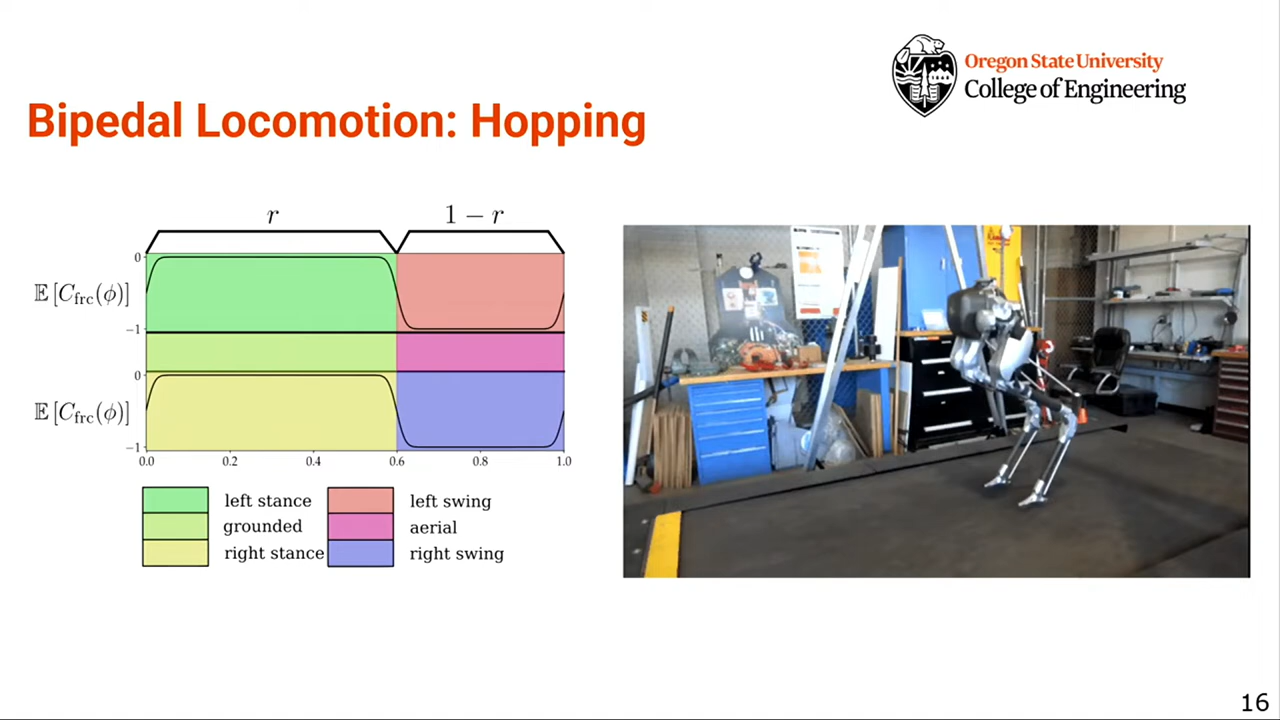 Oregon State University
College of Engineering
Bipedal Locomotion: Hopping
r
1 − r
0
𝔼 [C_frc(ϕ)]
−1
0
𝔼 [C_frc(ϕ)]
−1
0.0 0.2 0.4 0.6 0.8 1.0
left stance left swing
grounded aerial
right stance right swing
16